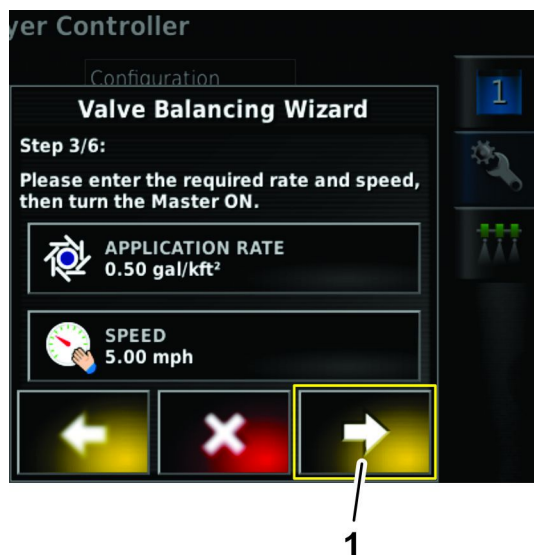 yer Controller
Configuration
1
Valve Balancing Wizard
Step 3/6:
Please enter the required rate and speed,
then turn the Master ON.
APPLICATION RATE
0.50 gal/kft²
SPEED
5.00 mph
1